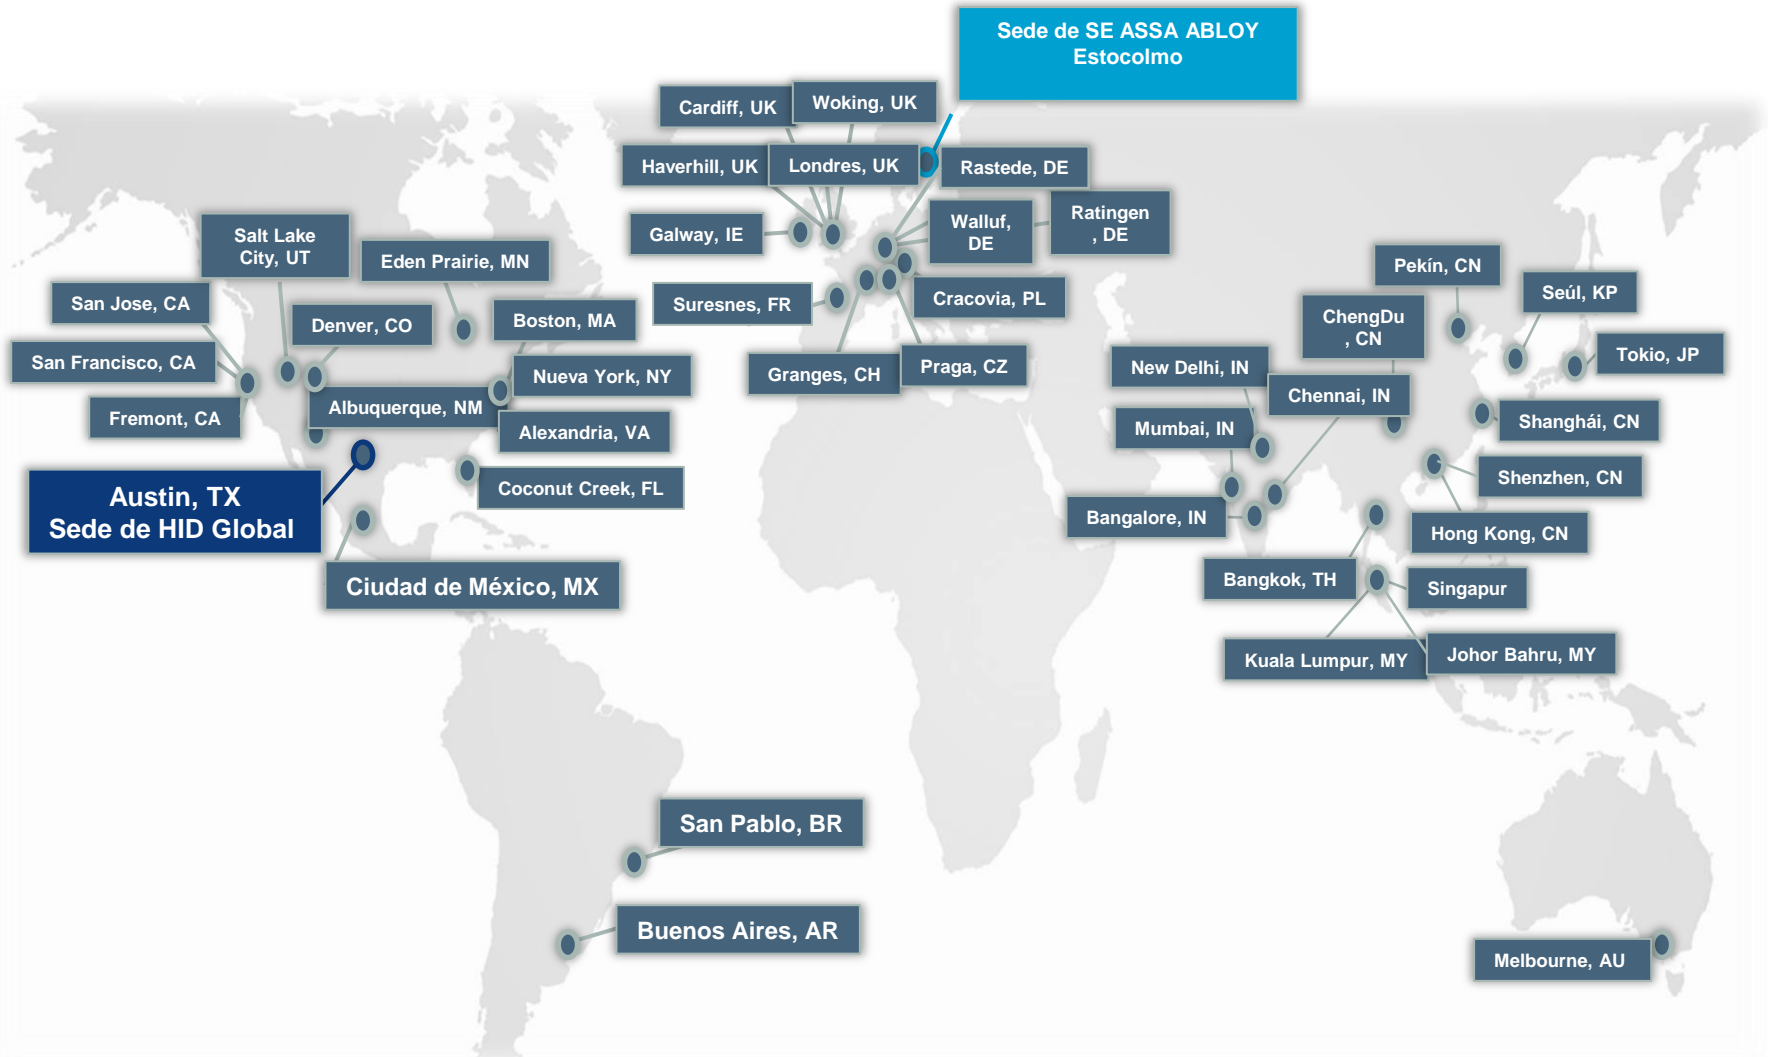 Sede de SE ASSA ABLOY
Estocolmo
Cardiff, UK
Woking, UK
Haverhill, UK
Londres, UK
Rastede, DE
Galway, IE
Walluf,
DE
Ratingen
, DE
Salt Lake
City, UT
Eden Prairie, MN
Pekín, CN
San Jose, CA
Denver, CO
Boston, MA
Suresnes, FR
Cracovia, PL
ChengDu
, CN
Seúl, KP
San Francisco, CA
Nueva York, NY
Granges, CH
Praga, CZ
New Delhi, IN
Tokio, JP
Fremont, CA
Albuquerque, NM
Chennai, IN
Alexandria, VA
Mumbai, IN
Shanghái, CN
Austin, TX
Sede de HID Global
Coconut Creek, FL
Shenzhen, CN
Bangalore, IN
Hong Kong, CN
Ciudad de México, MX
Bangkok, TH
Singapur
Kuala Lumpur, MY
Johor Bahru, MY
San Pablo, BR
Buenos Aires, AR
Melbourne, AU